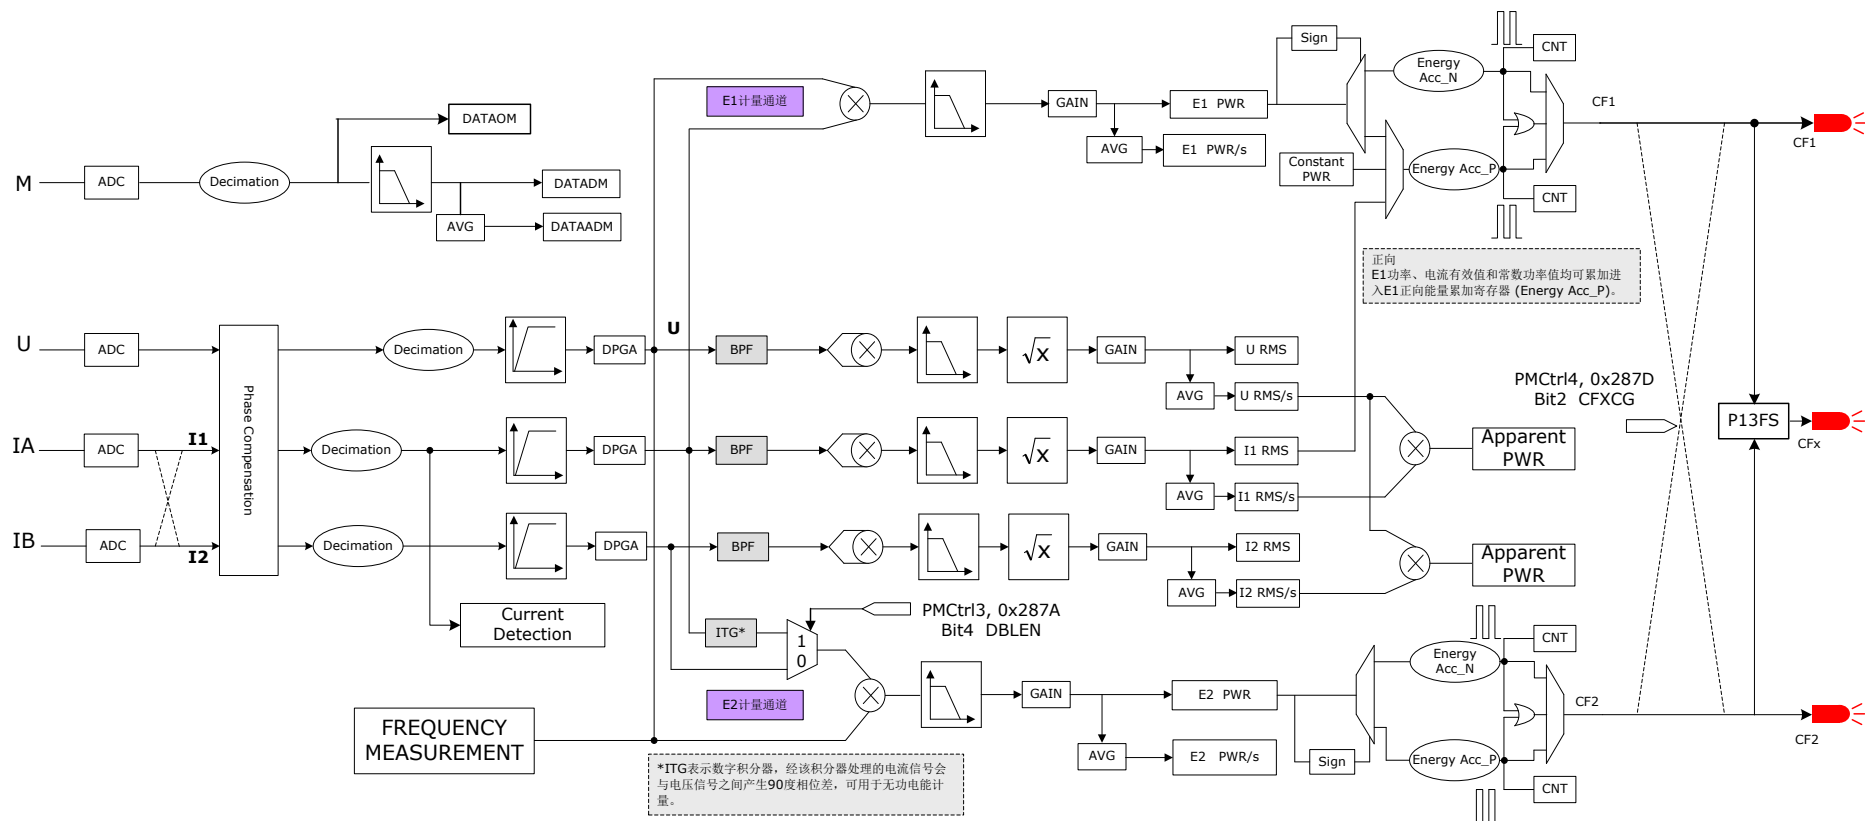 Sign
CNT
Energy
Acc_N
E1计量通道
GAIN
E1 PWR
CF1
CF1
DATAOM
AVG
E1 PWR/s
Constant
PWR
Energy Acc_P
M
ADC
Decimation
DATADM
CNT
AVG
DATAADM
正向
E1功率、电流有效值和常数功率值均可累加进
入E1正向能量累加寄存器 (Energy Acc_P)。
U
U
ADC
Decimation
DPGA
BPF
√x
GAIN
U RMS
AVG
U RMS/s
PMCtrl4, 0x287D
Bit2 CFXCG
Phase Compensation
IA
ADC
I1
Decimation
DPGA
BPF
√x
GAIN
I1 RMS
AVG
I1 RMS/s
Apparent
PWR
P13FS
CFx
IB
ADC
I2
Decimation
DPGA
BPF
√x
GAIN
I2 RMS
AVG
I2 RMS/s
Apparent
PWR
Current
Detection
ITG*
1
0
PMCtrl3, 0x287A
Bit4 DBLEN
CNT
Energy
Acc_N
E2计量通道
GAIN
E2 PWR
CF2
CF2
FREQUENCY
MEASUREMENT
AVG
E2 PWR/s
Sign
Energy Acc_P
CNT
*ITG表示数字积分器，经该积分器处理的电流信号会
与电压信号之间产生90度相位差，可用于无功电能计
量。